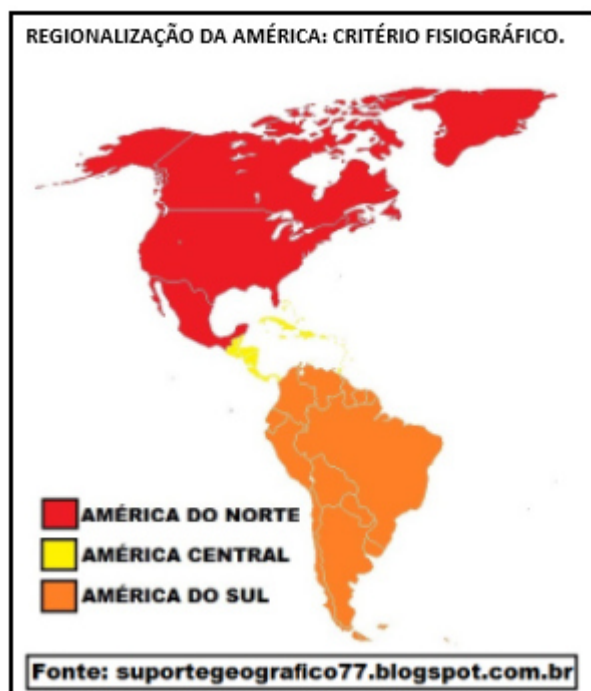 REGIONALIZAÇÃO DA AMÉRICA: CRITÉRIO FISIOGRÁFICO.
AMÉRICA DO NORTE
AMÉRICA CENTRAL
AMÉRICA DO SUL
Fonte: suportegeografico77.blogspot.com.br